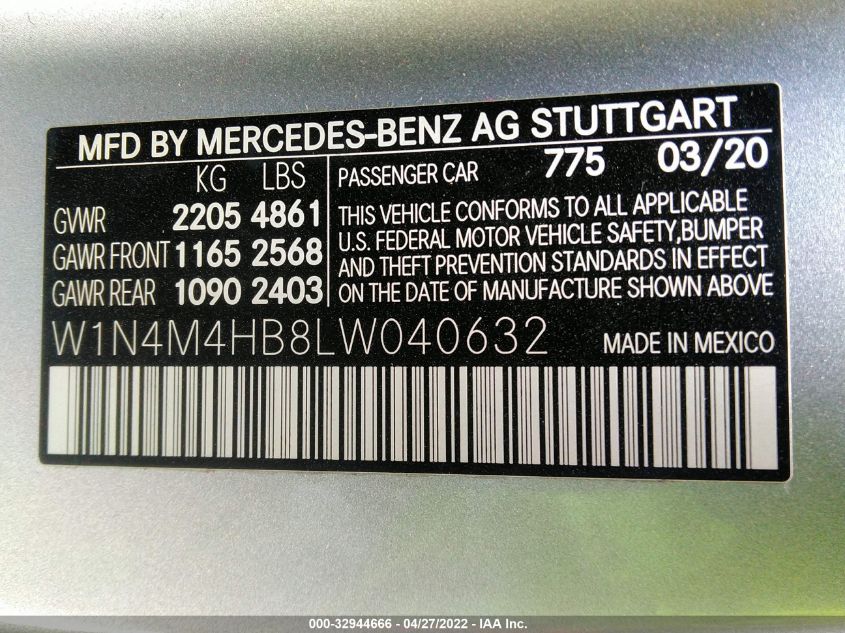 MFD BY MERCEDES-BENZ AG STUTTGART
KG LBS
GVWR 2205 4861
GAWR FRONT 1165 2568
GAWR REAR 1090 2403
PASSENGER CAR 775 03/20
THIS VEHICLE CONFORMS TO ALL APPLICABLE
U.S. FEDERAL MOTOR VEHICLE SAFETY,BUMPER
AND THEFT PREVENTION STANDARDS IN EFFECT
ON THE DATE OF MANUFACTURE SHOWN ABOVE
W1N4M4HB8LW040632 MADE IN MEXICO
000-32944666 - 04/27/2022 - IAA Inc.